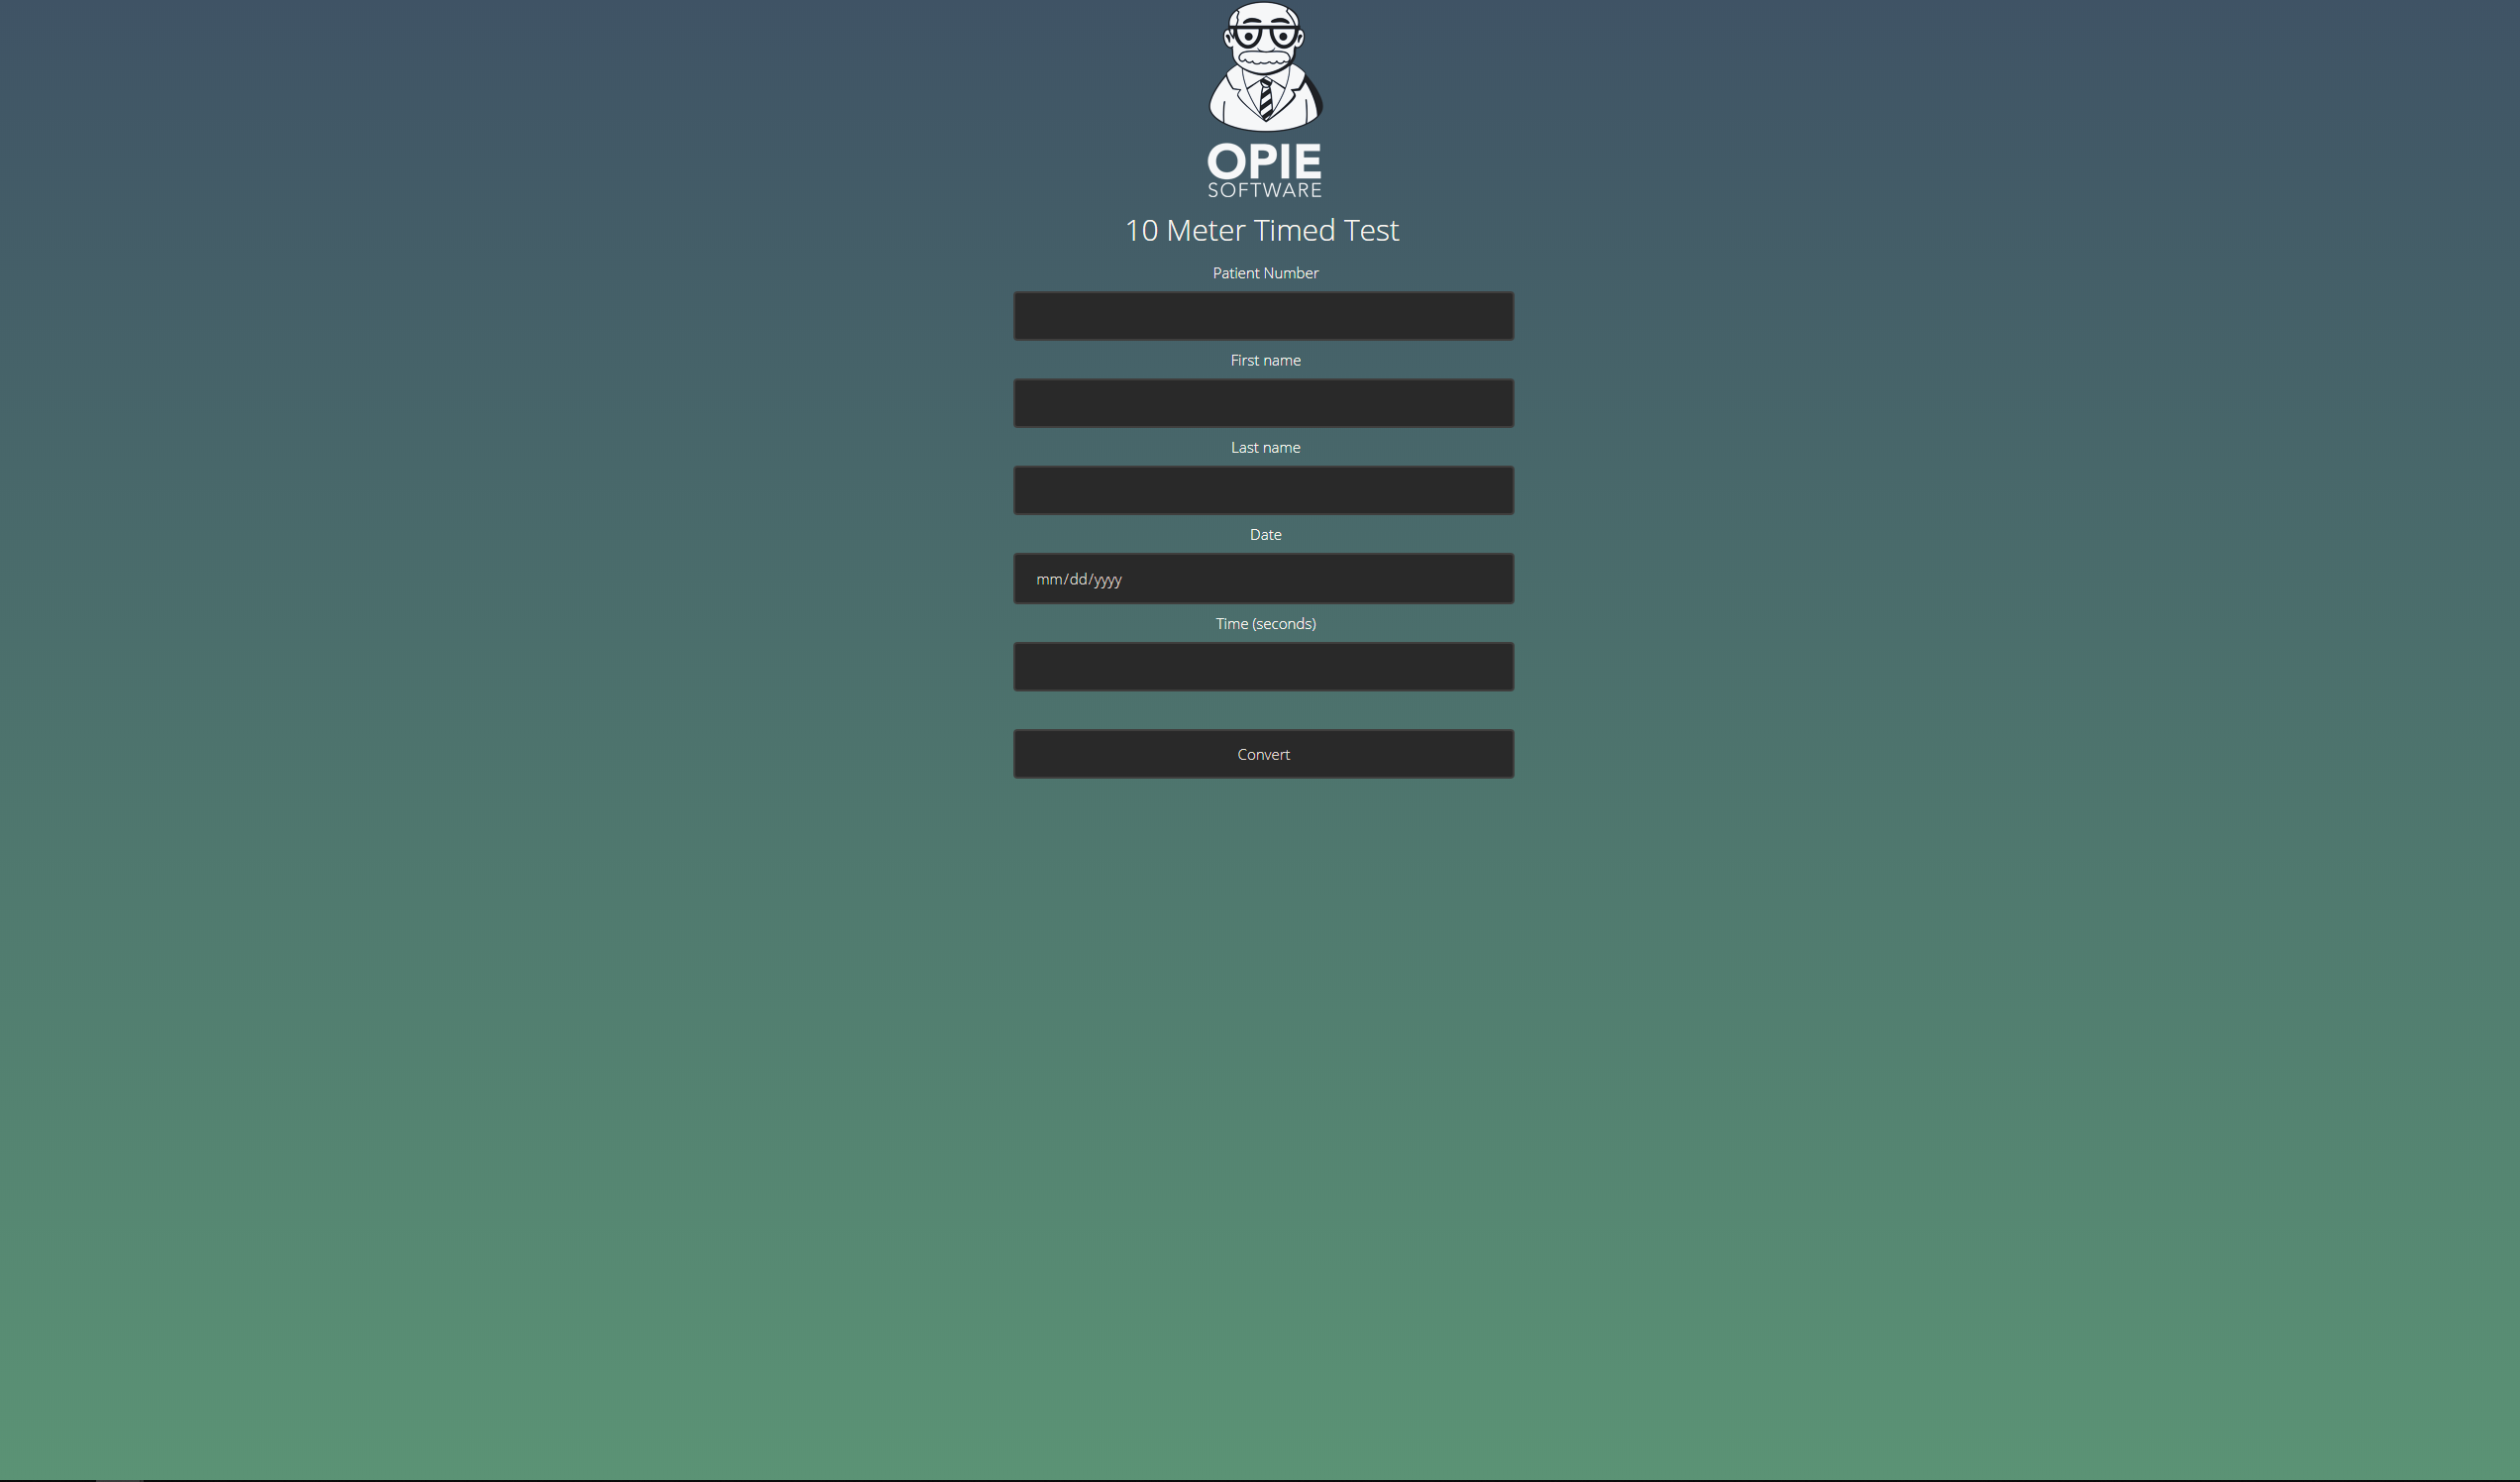 OPIE
SOFTWARE
10 Meter Timed Test
Patient Number
First name
Last name
Date
mm/dd/yyyy
Time (seconds)
Convert